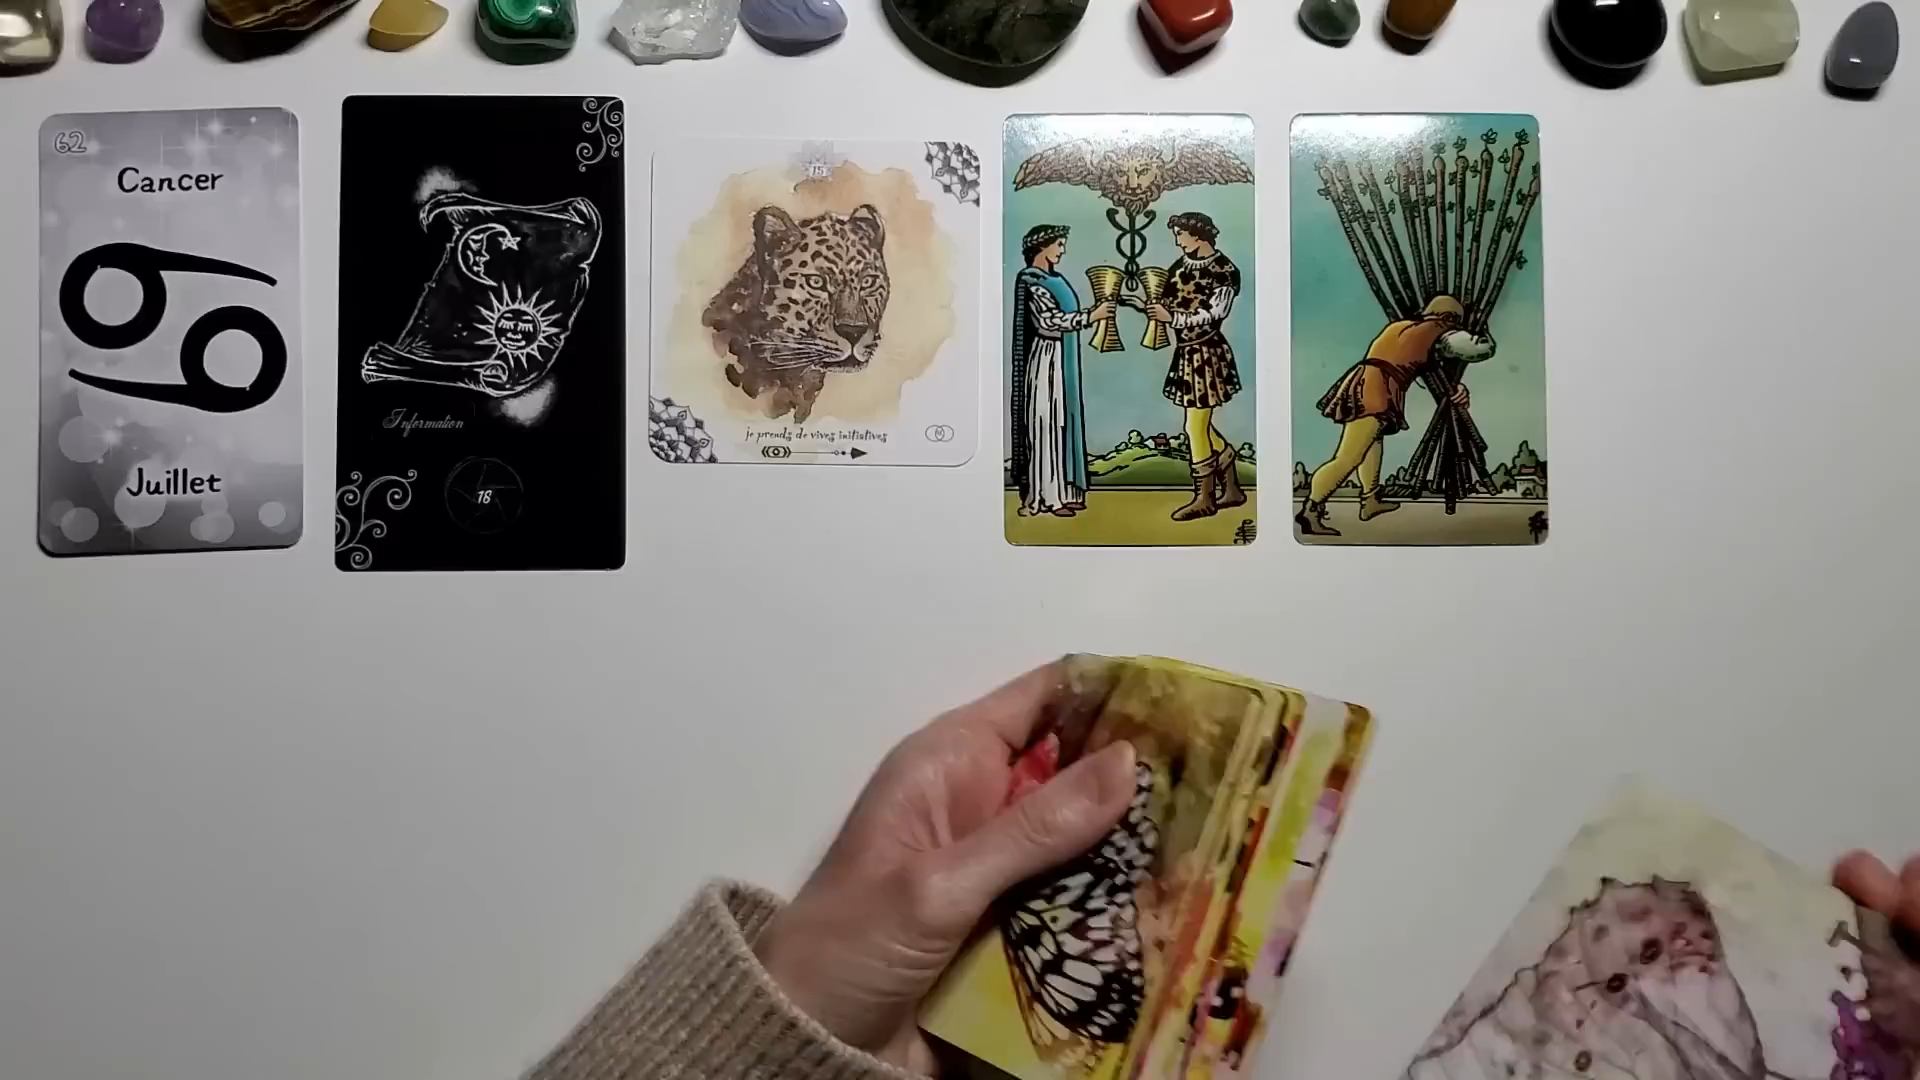 62
Cancer
Juillet
Information
18
15
je prends de vives initiatives